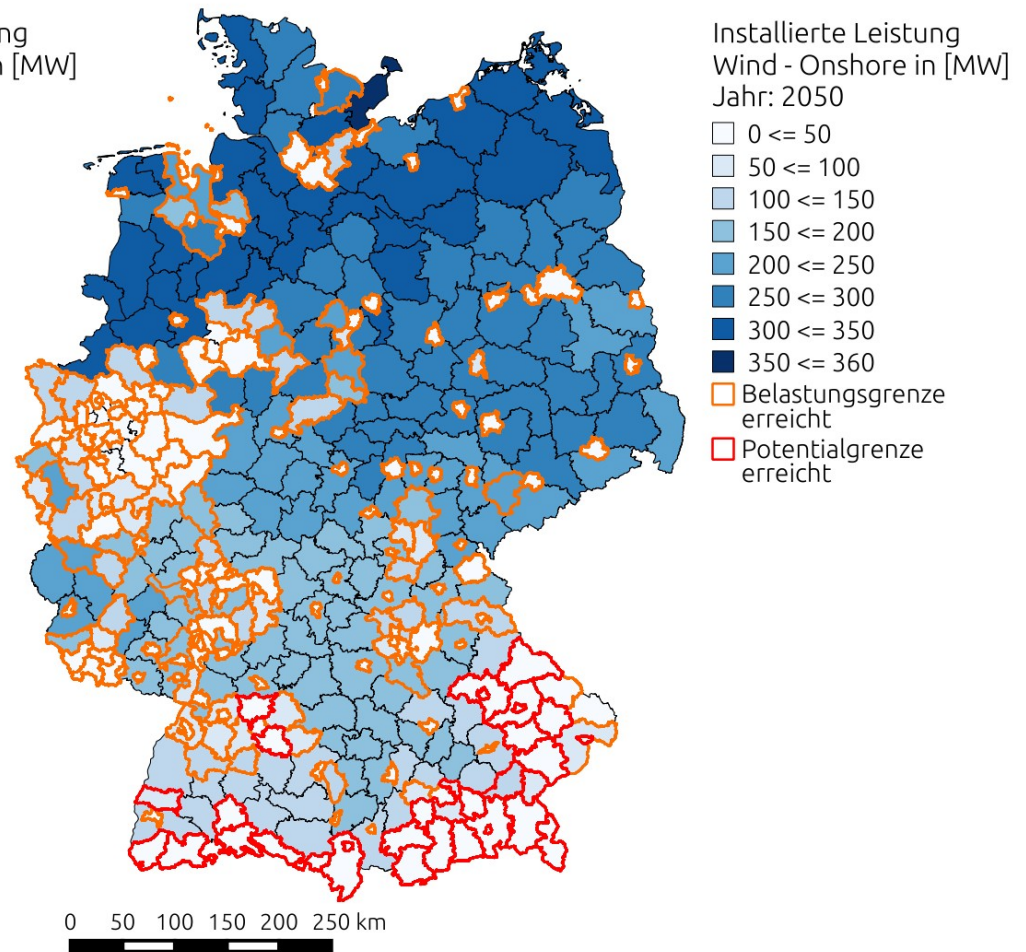 ng
n [MW]
Installierte Leistung
Wind - Onshore in [MW]
Jahr: 2050
0 <= 50
50 <= 100
100 <= 150
150 <= 200
200 <= 250
250 <= 300
300 <= 350
350 <= 360
Belastungsgrenze
erreicht
Potentialgrenze
erreicht
0 50 100 150 200 250 km